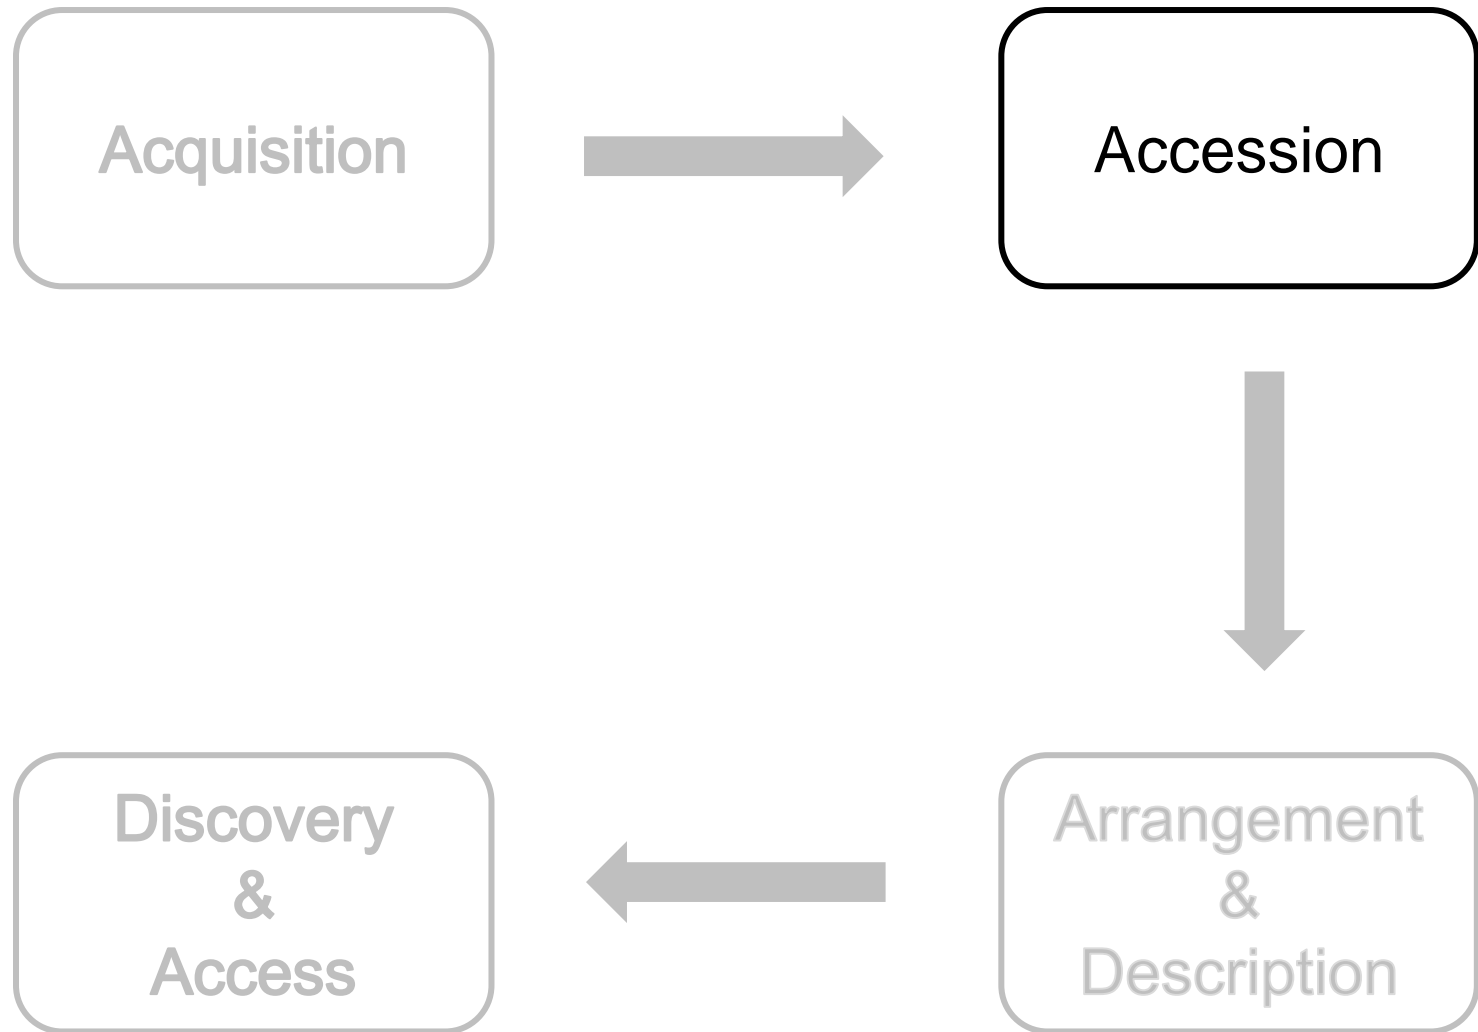 Acquisition
Accession
Arrangement
&
Description
Discovery
&
Access